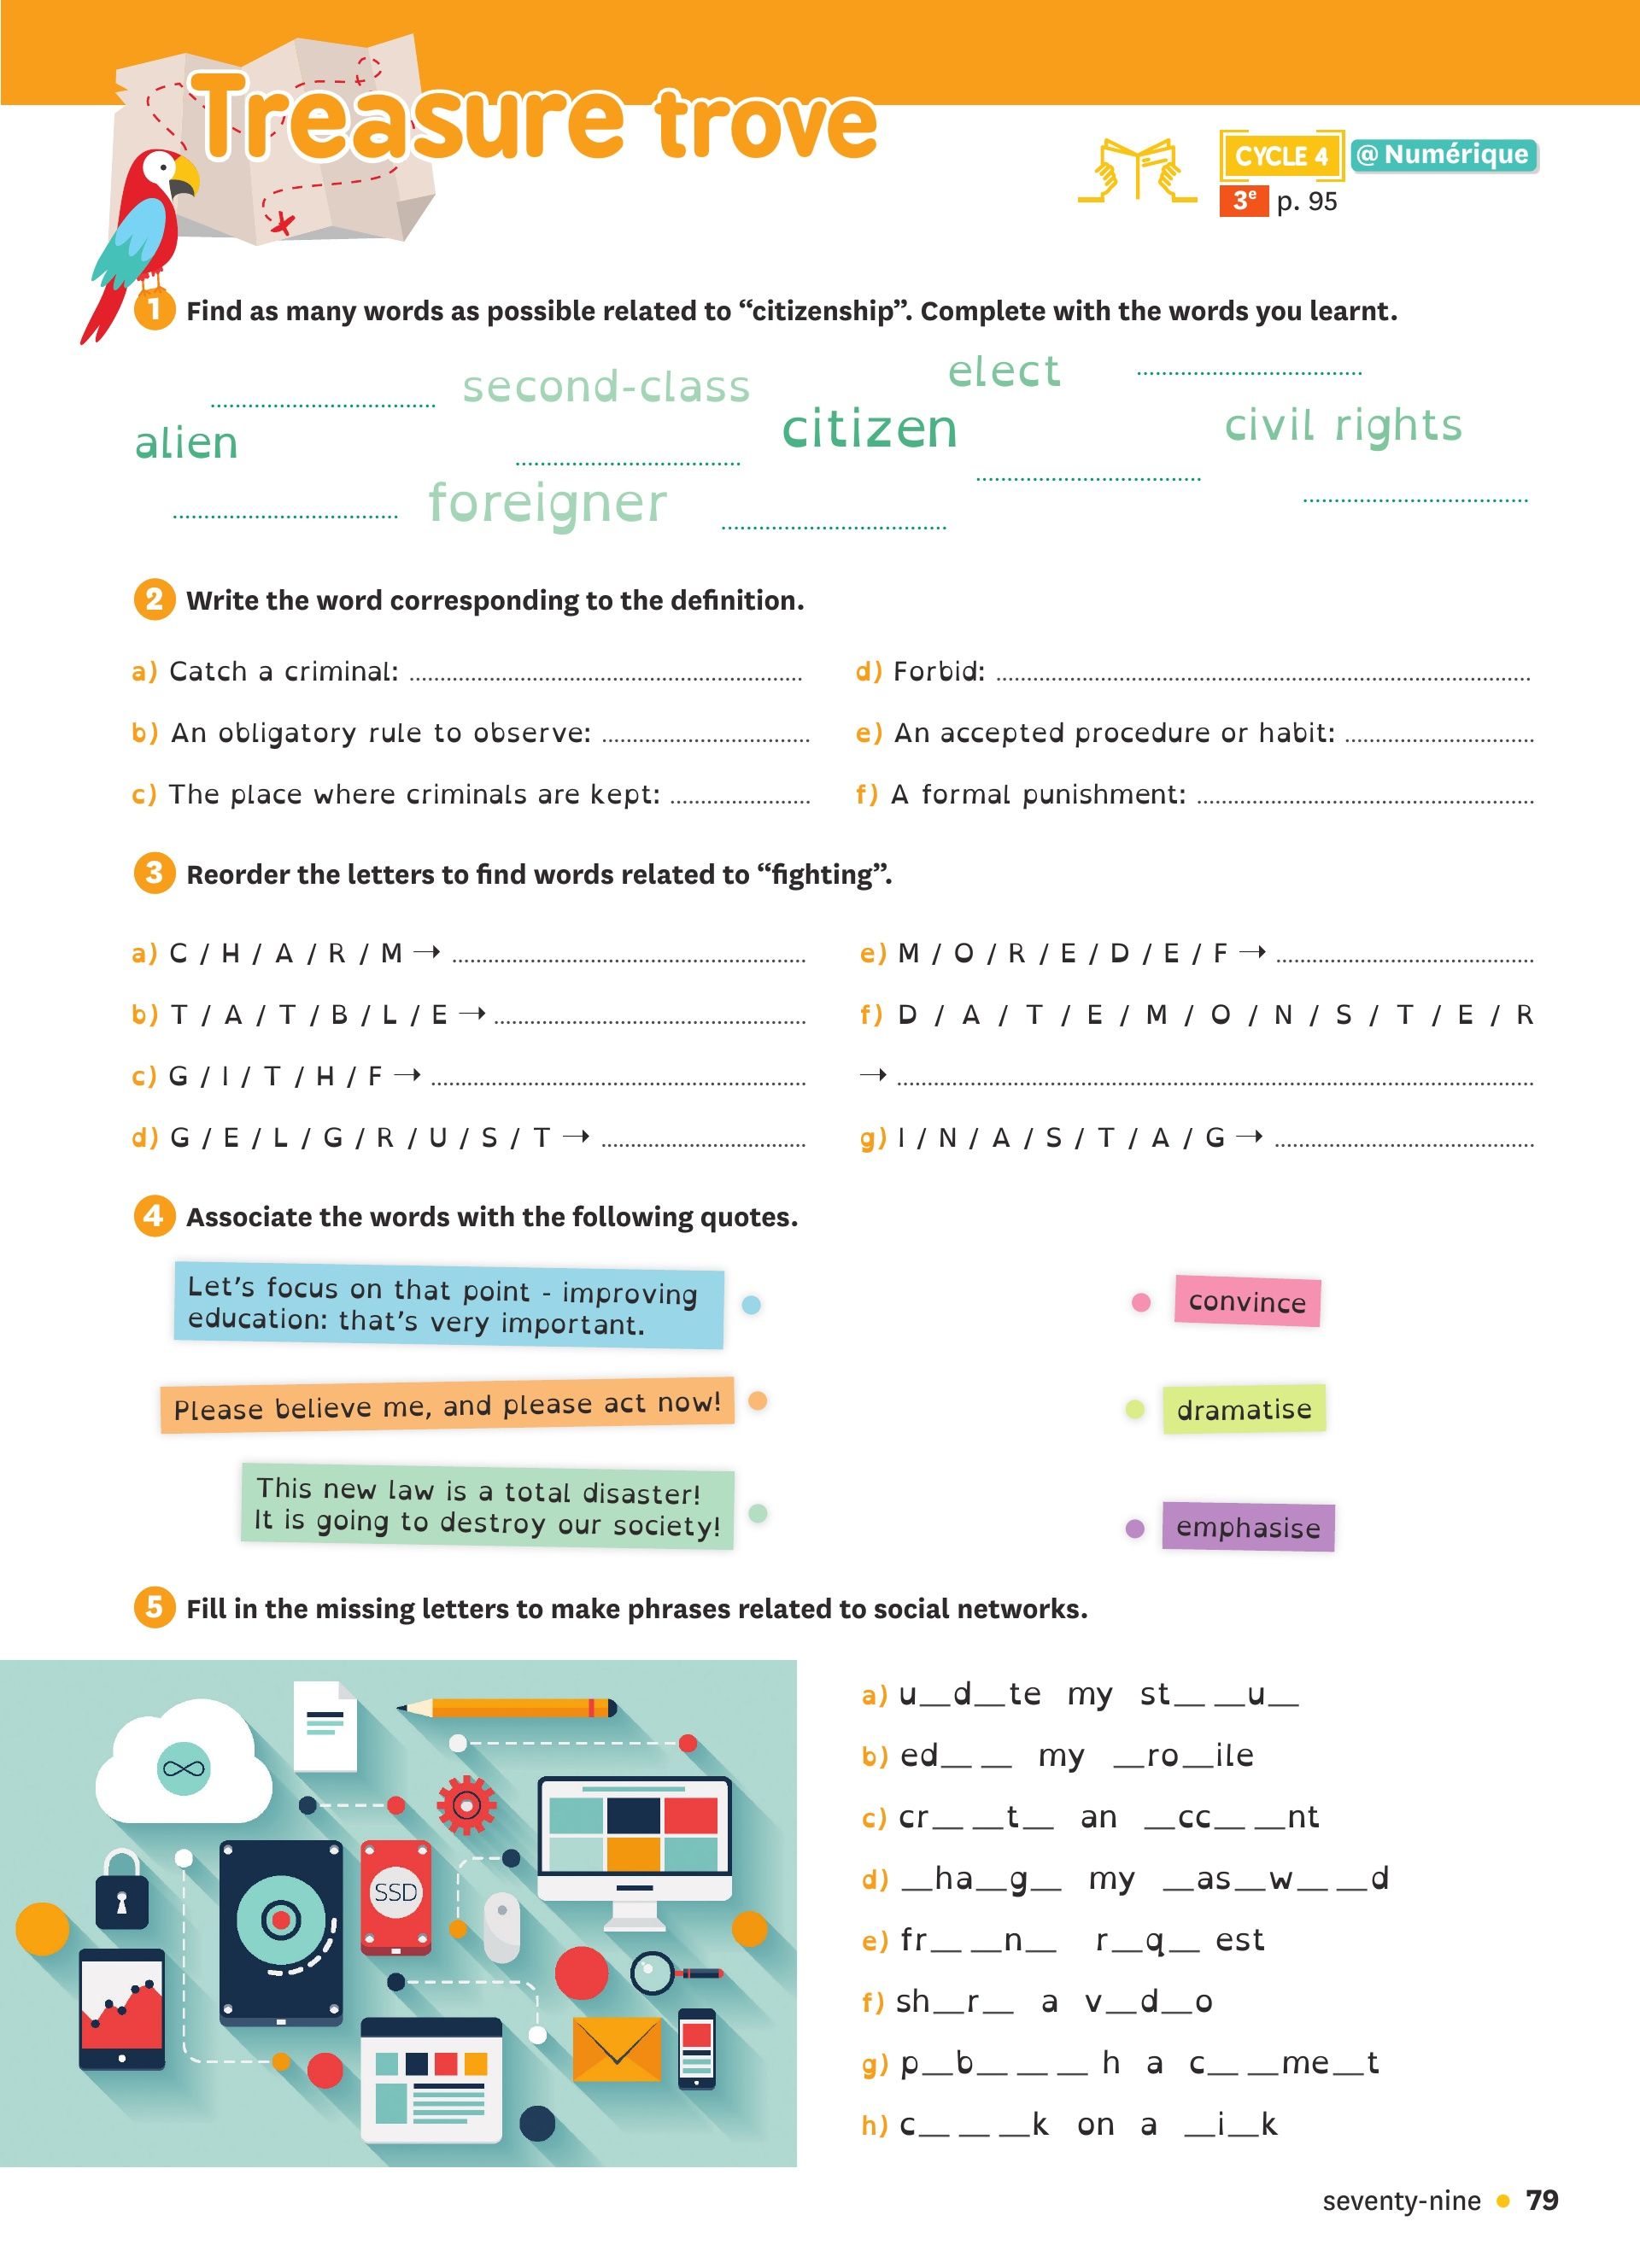 Treasure trove
CYCLE 4 @ Numérique
3e p. 95
1 Find as many words as possible related to “citizenship”. Complete with the words you learnt.
second-class elect
alien citizen civil rights
foreigner
2 Write the word corresponding to the definition.
a) Catch a criminal:
b) An obligatory rule to observe:
c) The place where criminals are kept:
d) Forbid:
e) An accepted procedure or habit:
f) A formal punishment:
3 Reorder the letters to find words related to “fighting”.
a) C / H / A / R / M →
b) T / A / T / B / L / E →
c) G / I / T / H / F →
d) G / E / L / G / R / U / S / T →
e) M / O / R / E / D / E / F →
f) D / A / T / E / M / O / N / S / T / E / R
→
g) I / N / A / S / T / A / G →
4 Associate the words with the following quotes.
Let’s focus on that point - improving
education: that’s very important.
Please believe me, and please act now!
This new law is a total disaster!
It is going to destroy our society!
convince
dramatise
emphasise
5 Fill in the missing letters to make phrases related to social networks.
SSD
a) u_d_te my st_ _u_
b) ed_ _ my _ro_ile
c) cr_ _t_ an _cc_ _nt
d) _ha_g_ my _as_w_ _d
e) fr_ _n_ r_q_ est
f) sh_r_ a v_d_o
g) p_b_ _ _ h a c_ _me_t
h) c_ _ _k on a _i_k
seventy-nine • 79